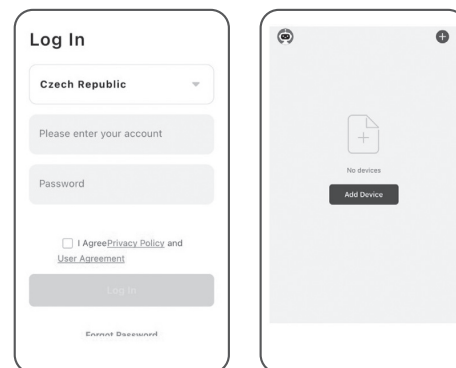 Log In
Czech Republic
Please enter your account
Password
I AgreePrivacy Policy and
User Agreement
Log In
Forgot Password
No devices
Add Device